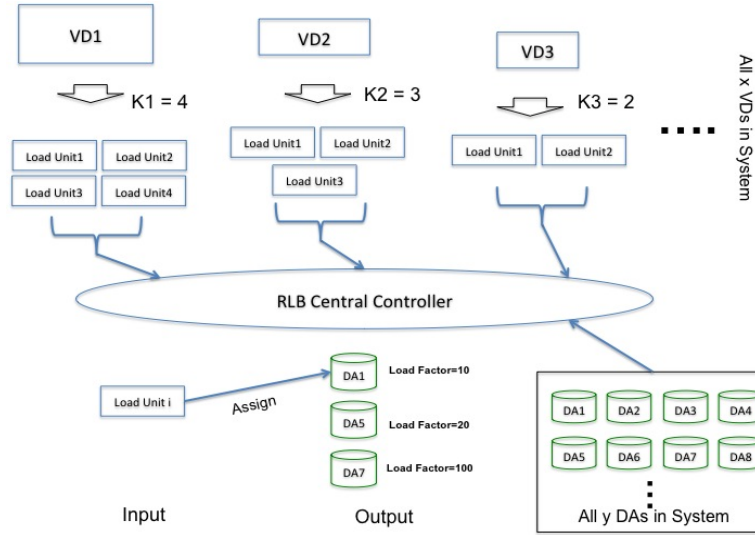 VD1
VD2
VD3
K1 = 4
K2 = 3
K3 = 2
All x VDs in System
Load Unit1
Load Unit2
Load Unit3
Load Unit4
Load Unit1
Load Unit2
Load Unit3
Load Unit1
Load Unit2
RLB Central Controller
Load Unit i
Assign
DA1
Load Factor=10
DA5
Load Factor=20
DA7
Load Factor=100
DA1
DA2
DA3
DA4
DA5
DA6
DA7
DA8
All y DAs in System
Input
Output